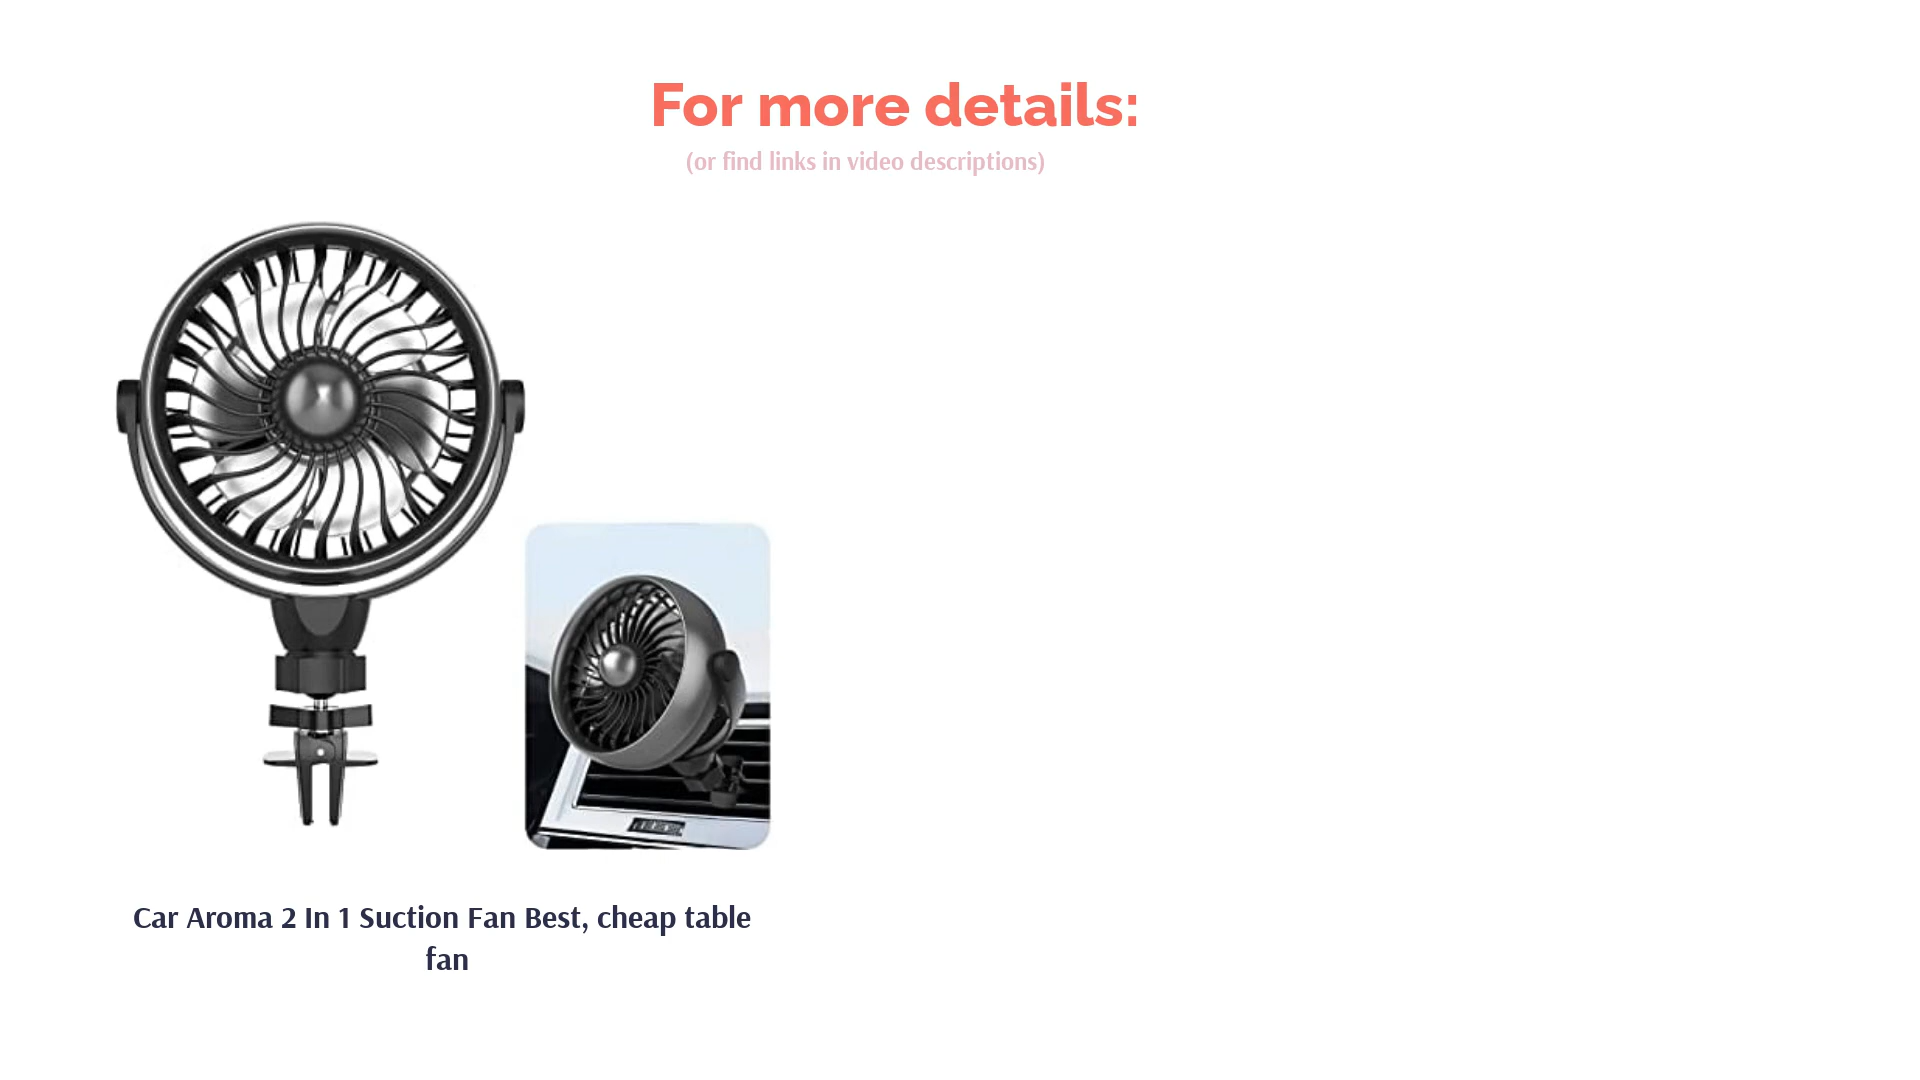 For more details:
(or find links in video descriptions)
Car Aroma 2 In 1 Suction Fan Best, cheap table
fan